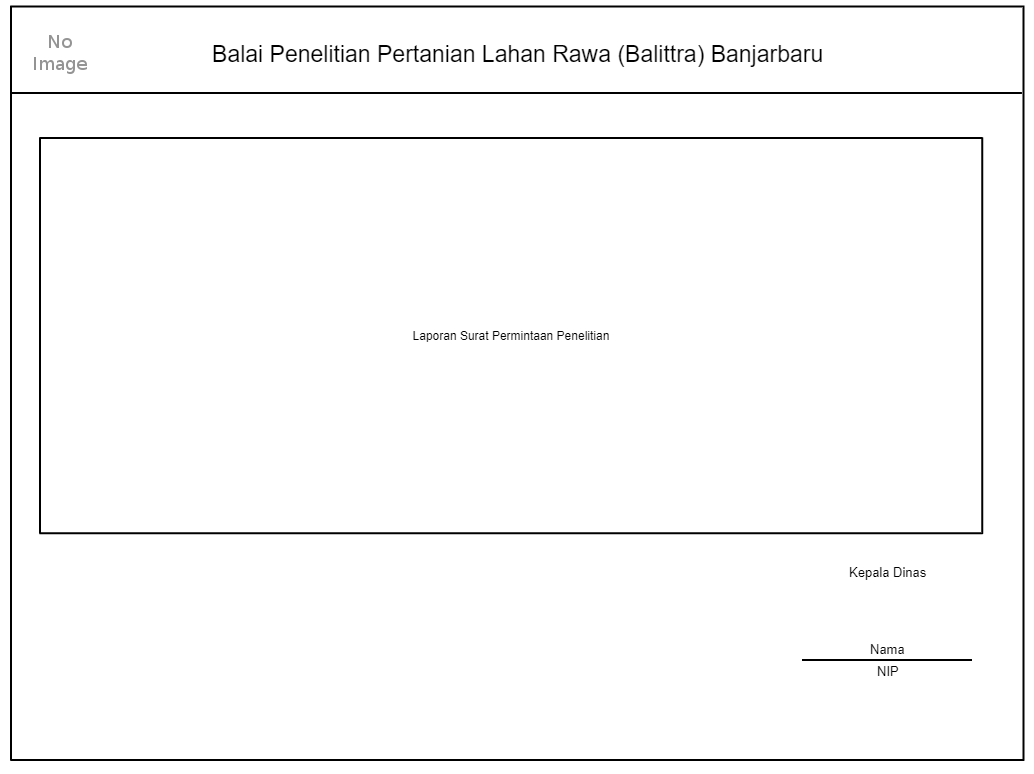 No
Image
Balai Penelitian Pertanian Lahan Rawa (Balittra) Banjarbaru
Laporan Surat Permintaan Penelitian
Kepala Dinas
Nama
NIP